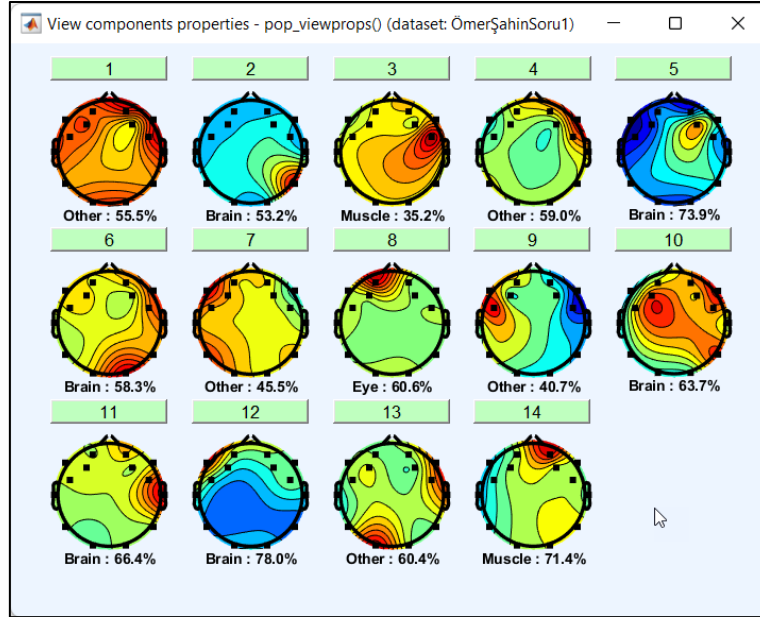 View components properties - pop_viewprops() (dataset: ÖmerŞahinSoru1)
1 2 3 4 5
Other : 55.5% Brain : 53.2% Muscle : 35.2% Other : 59.0% Brain : 73.9%
6 7 8 9 10
Brain : 58.3% Other : 45.5% Eye : 60.6% Other : 40.7% Brain : 63.7%
11 12 13 14
Brain : 66.4% Brain : 78.0% Other : 60.4% Muscle : 71.4%